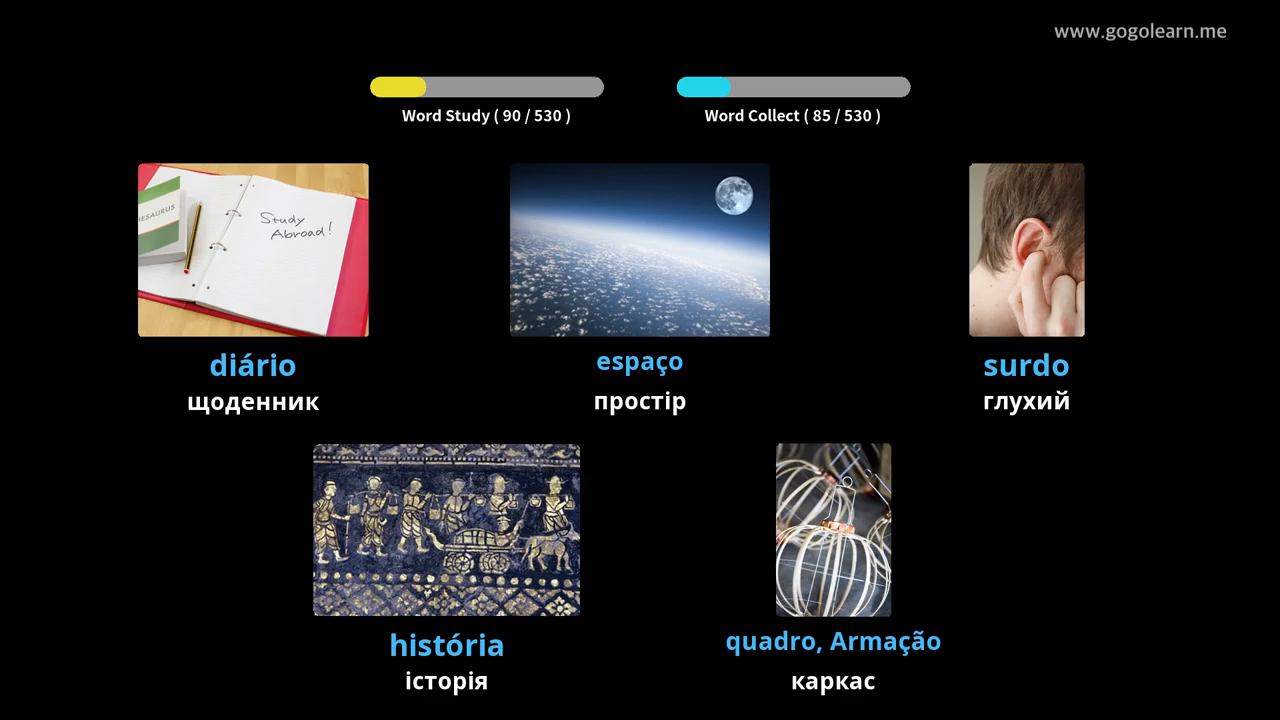 www.gogolearn.me
Word Study ( 90 / 530 )
Word Collect ( 85 / 530 )
HESAURUS
Study
Abroad!
diário
щоденник
espaço
простір
surdo
глухий
história
історія
quadro, Armação
каркас